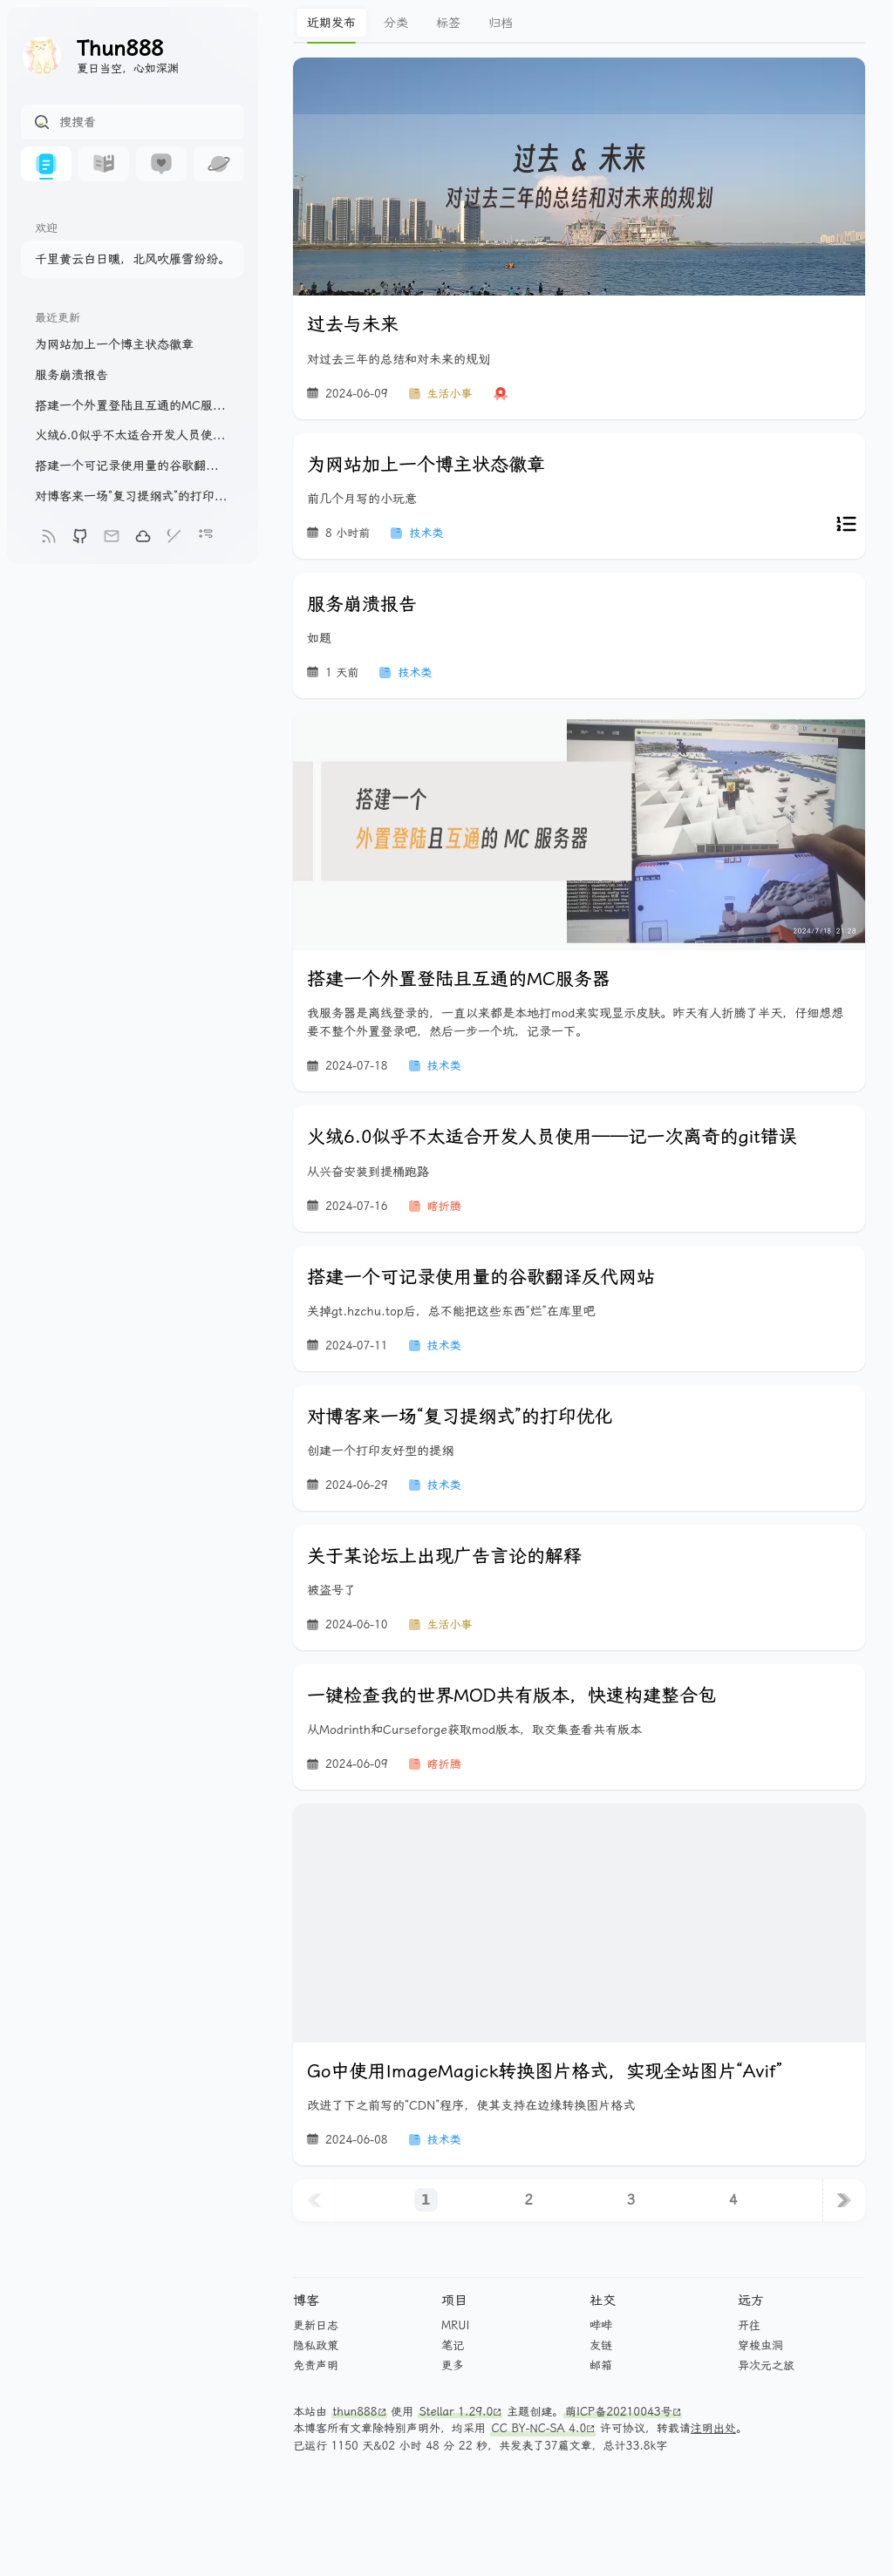 Thun888
夏日当空，心如深渊
搜搜看
欢迎
千里黄云白日曛，北风吹雁雪纷纷。
最近更新
为网站加上一个博主状态徽章
服务崩溃报告
搭建一个外置登陆且互通的MC服...
火绒6.0似乎不太适合开发人员使...
搭建一个可记录使用量的谷歌翻...
对博客来一场“复习提纲式”的打印...
近期发布 分类 标签 归档
过去 & 未来
对过去三年的总结和对未来的规划
过去与未来
对过去三年的总结和对未来的规划
2024-06-09 生活小事
为网站加上一个博主状态徽章
前几个月写的小玩意
8 小时前 技术类
服务崩溃报告
如题
1 天前 技术类
搭建一个
外置登陆且互通的 MC 服务器
2024/7/18 21:28
搭建一个外置登陆且互通的MC服务器
我服务器是离线登录的，一直以来都是本地打mod来实现显示皮肤。昨天有人折腾了半天，仔细想想
要不整个外置登录吧，然后一步一个坑，记录一下。
2024-07-18 技术类
火绒6.0似乎不太适合开发人员使用——记一次离奇的git错误
从兴奋安装到提桶跑路
2024-07-16 瞎折腾
搭建一个可记录使用量的谷歌翻译反代网站
关掉gt.hzchu.top后，总不能把这些东西“烂”在库里吧
2024-07-11 技术类
对博客来一场“复习提纲式”的打印优化
创建一个打印友好型的提纲
2024-06-29 技术类
关于某论坛上出现广告言论的解释
被盗号了
2024-06-10 生活小事
一键检查我的世界MOD共有版本，快速构建整合包
从Modrinth和Curseforge获取mod版本，取交集查看共有版本
2024-06-09 瞎折腾
Go中使用ImageMagick转换图片格式，实现全站图片“Avif”
改进了下之前写的“CDN”程序，使其支持在边缘转换图片格式
2024-06-08 技术类
1 2 3 4
博客 项目 社交 远方
更新日志 MRUI 哔哔 开往
隐私政策 笔记 友链 穿梭虫洞
免责声明 更多 邮箱 异次元之旅
本站由 thun888 使用 Stellar 1.29.0 主题创建。萌ICP备20210043号
本博客所有文章除特别声明外，均采用 CC BY-NC-SA 4.0 许可协议，转载请注明出处。
已运行 1150 天&02 小时 48 分 22 秒，共发表了37篇文章，总计33.8k字